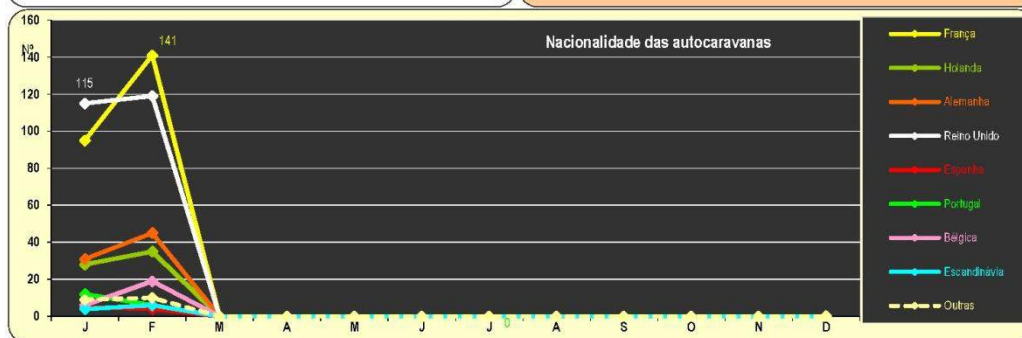 160
Nº
140
120
100
80
60
40
20
0
Nacionalidade das autocaravanas
141
115
0
J F M A M J J A S O N D
França
Holanda
Alemanha
Reino Unido
Espanha
Portugal
Bélgica
Escandinávia
Outras